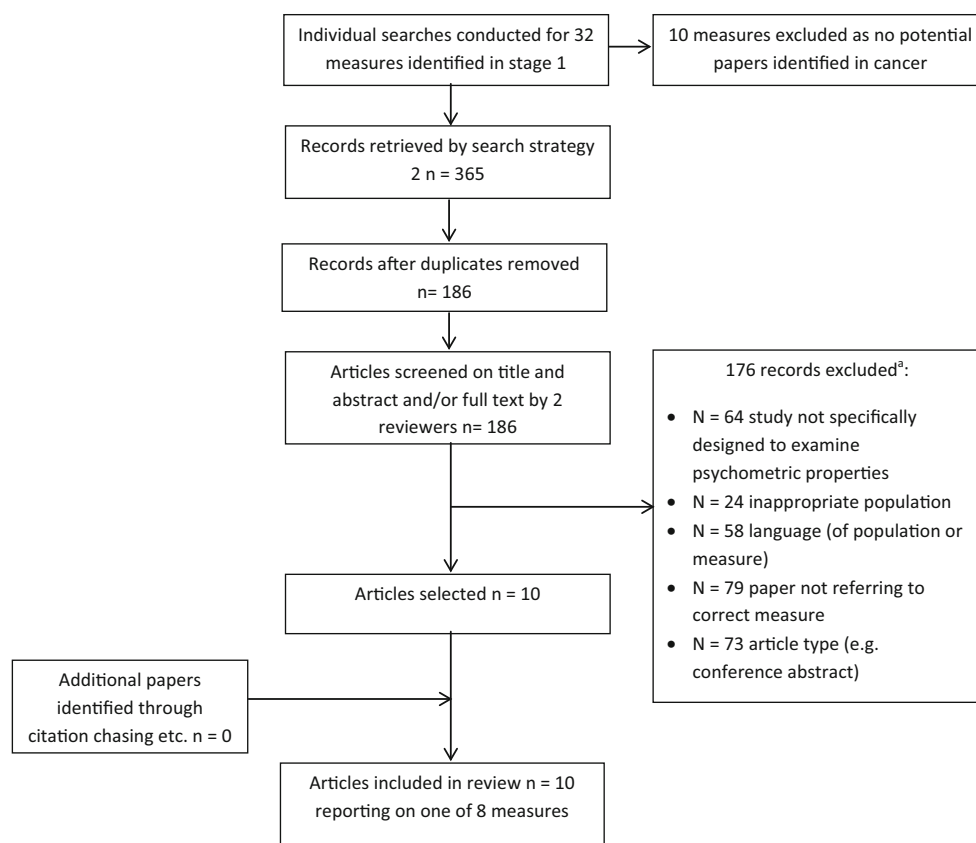 Individual searches conducted for 32
measures identified in stage 1
10 measures excluded as no potential
papers identified in cancer
Records retrieved by search strategy
2 n = 365
Records after duplicates removed
n= 186
Articles screened on title and
abstract and/or full text by 2
reviewers n= 186
176 records excludedᵃ:
• N = 64 study not specifically
designed to examine
psychometric properties
• N = 24 inappropriate population
• N = 58 language (of population or
measure)
• N = 79 paper not referring to
correct measure
• N = 73 article type (e.g.
conference abstract)
Articles selected n = 10
Additional papers
identified through
citation chasing etc. n = 0
Articles included in review n = 10
reporting on one of 8 measures